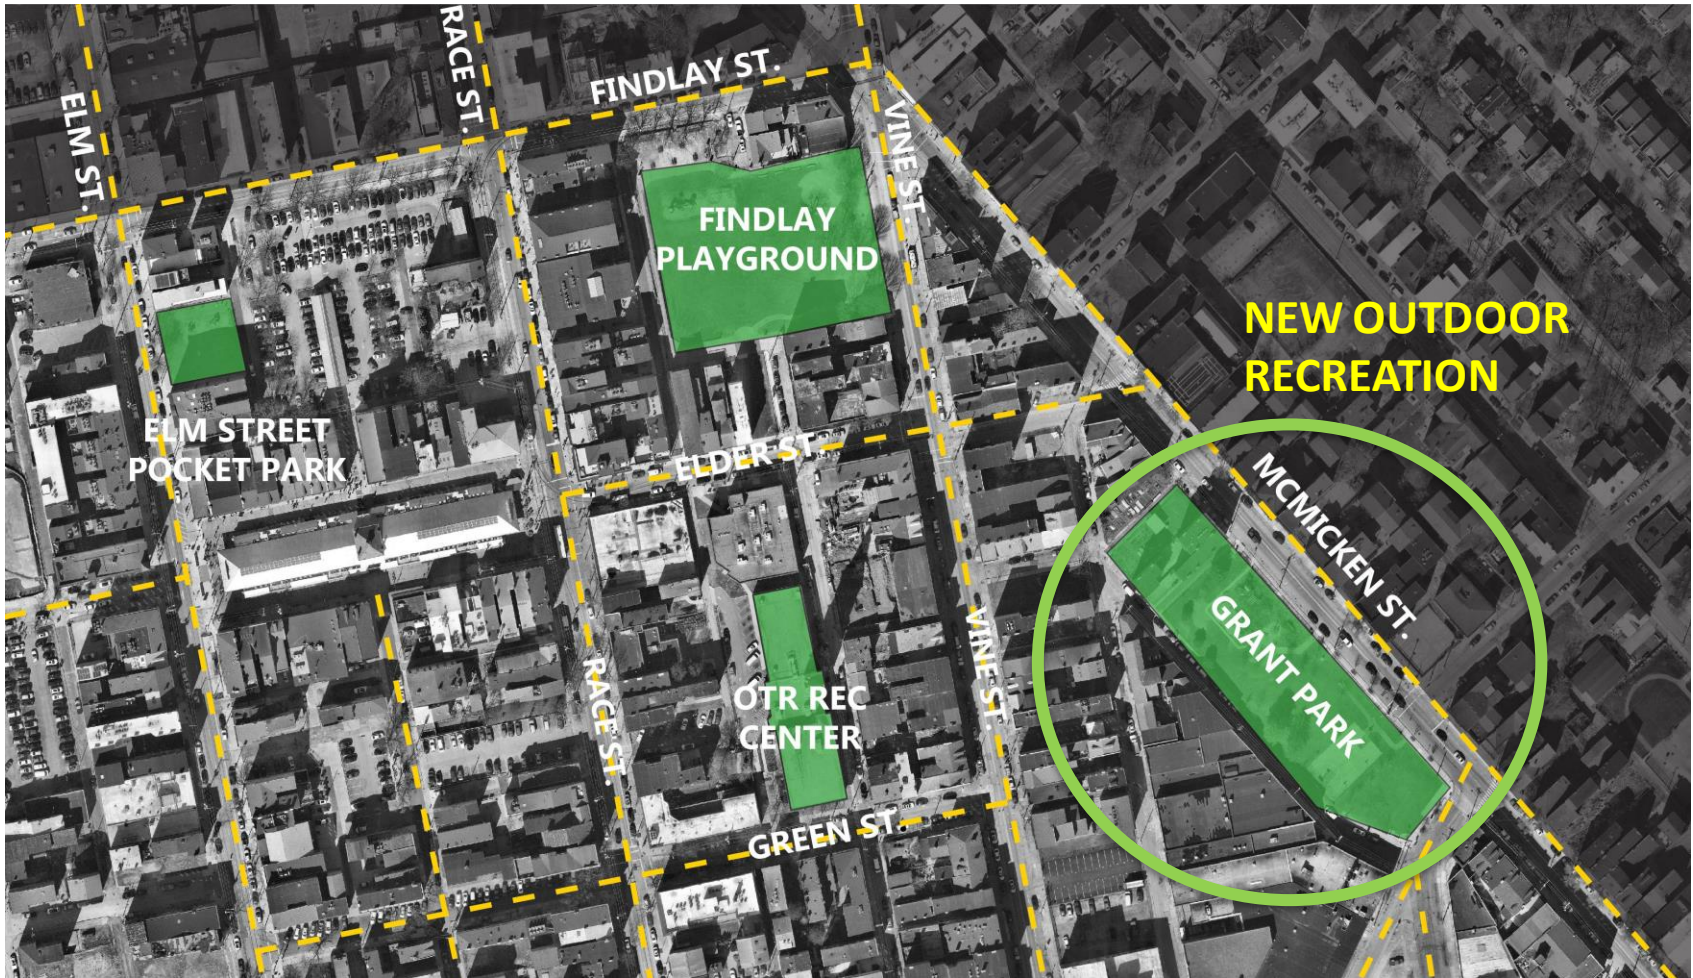 ELM ST.
RACE ST.
FINDLAY ST.
VINE ST.
FINDLAY
PLAYGROUND
NEW OUTDOOR
RECREATION
ELM STREET
POCKET PARK
ELDER ST.
MCMICKEN ST.
GRANT PARK
RACE ST.
OTR REC
CENTER
VINE ST.
GREEN ST.